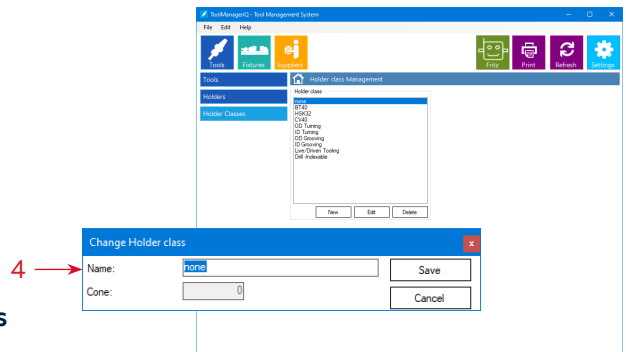 ToolManageriQ - Tool Management System
File Edit Help
Tools Fixtures Suppliers Fritz Print Refresh Settings
Tools
Holders
Holder Classes
Holder class Management
Holder class
none
BT40
HSK32
CV40
OD Turning
ID Turning
OD Grooving
ID Grooving
Live/Driven Tooling
Drill -Indexable
New Edit Delete
Change Holder class x
4
Name: none Save
Cone: 0 Cancel
s